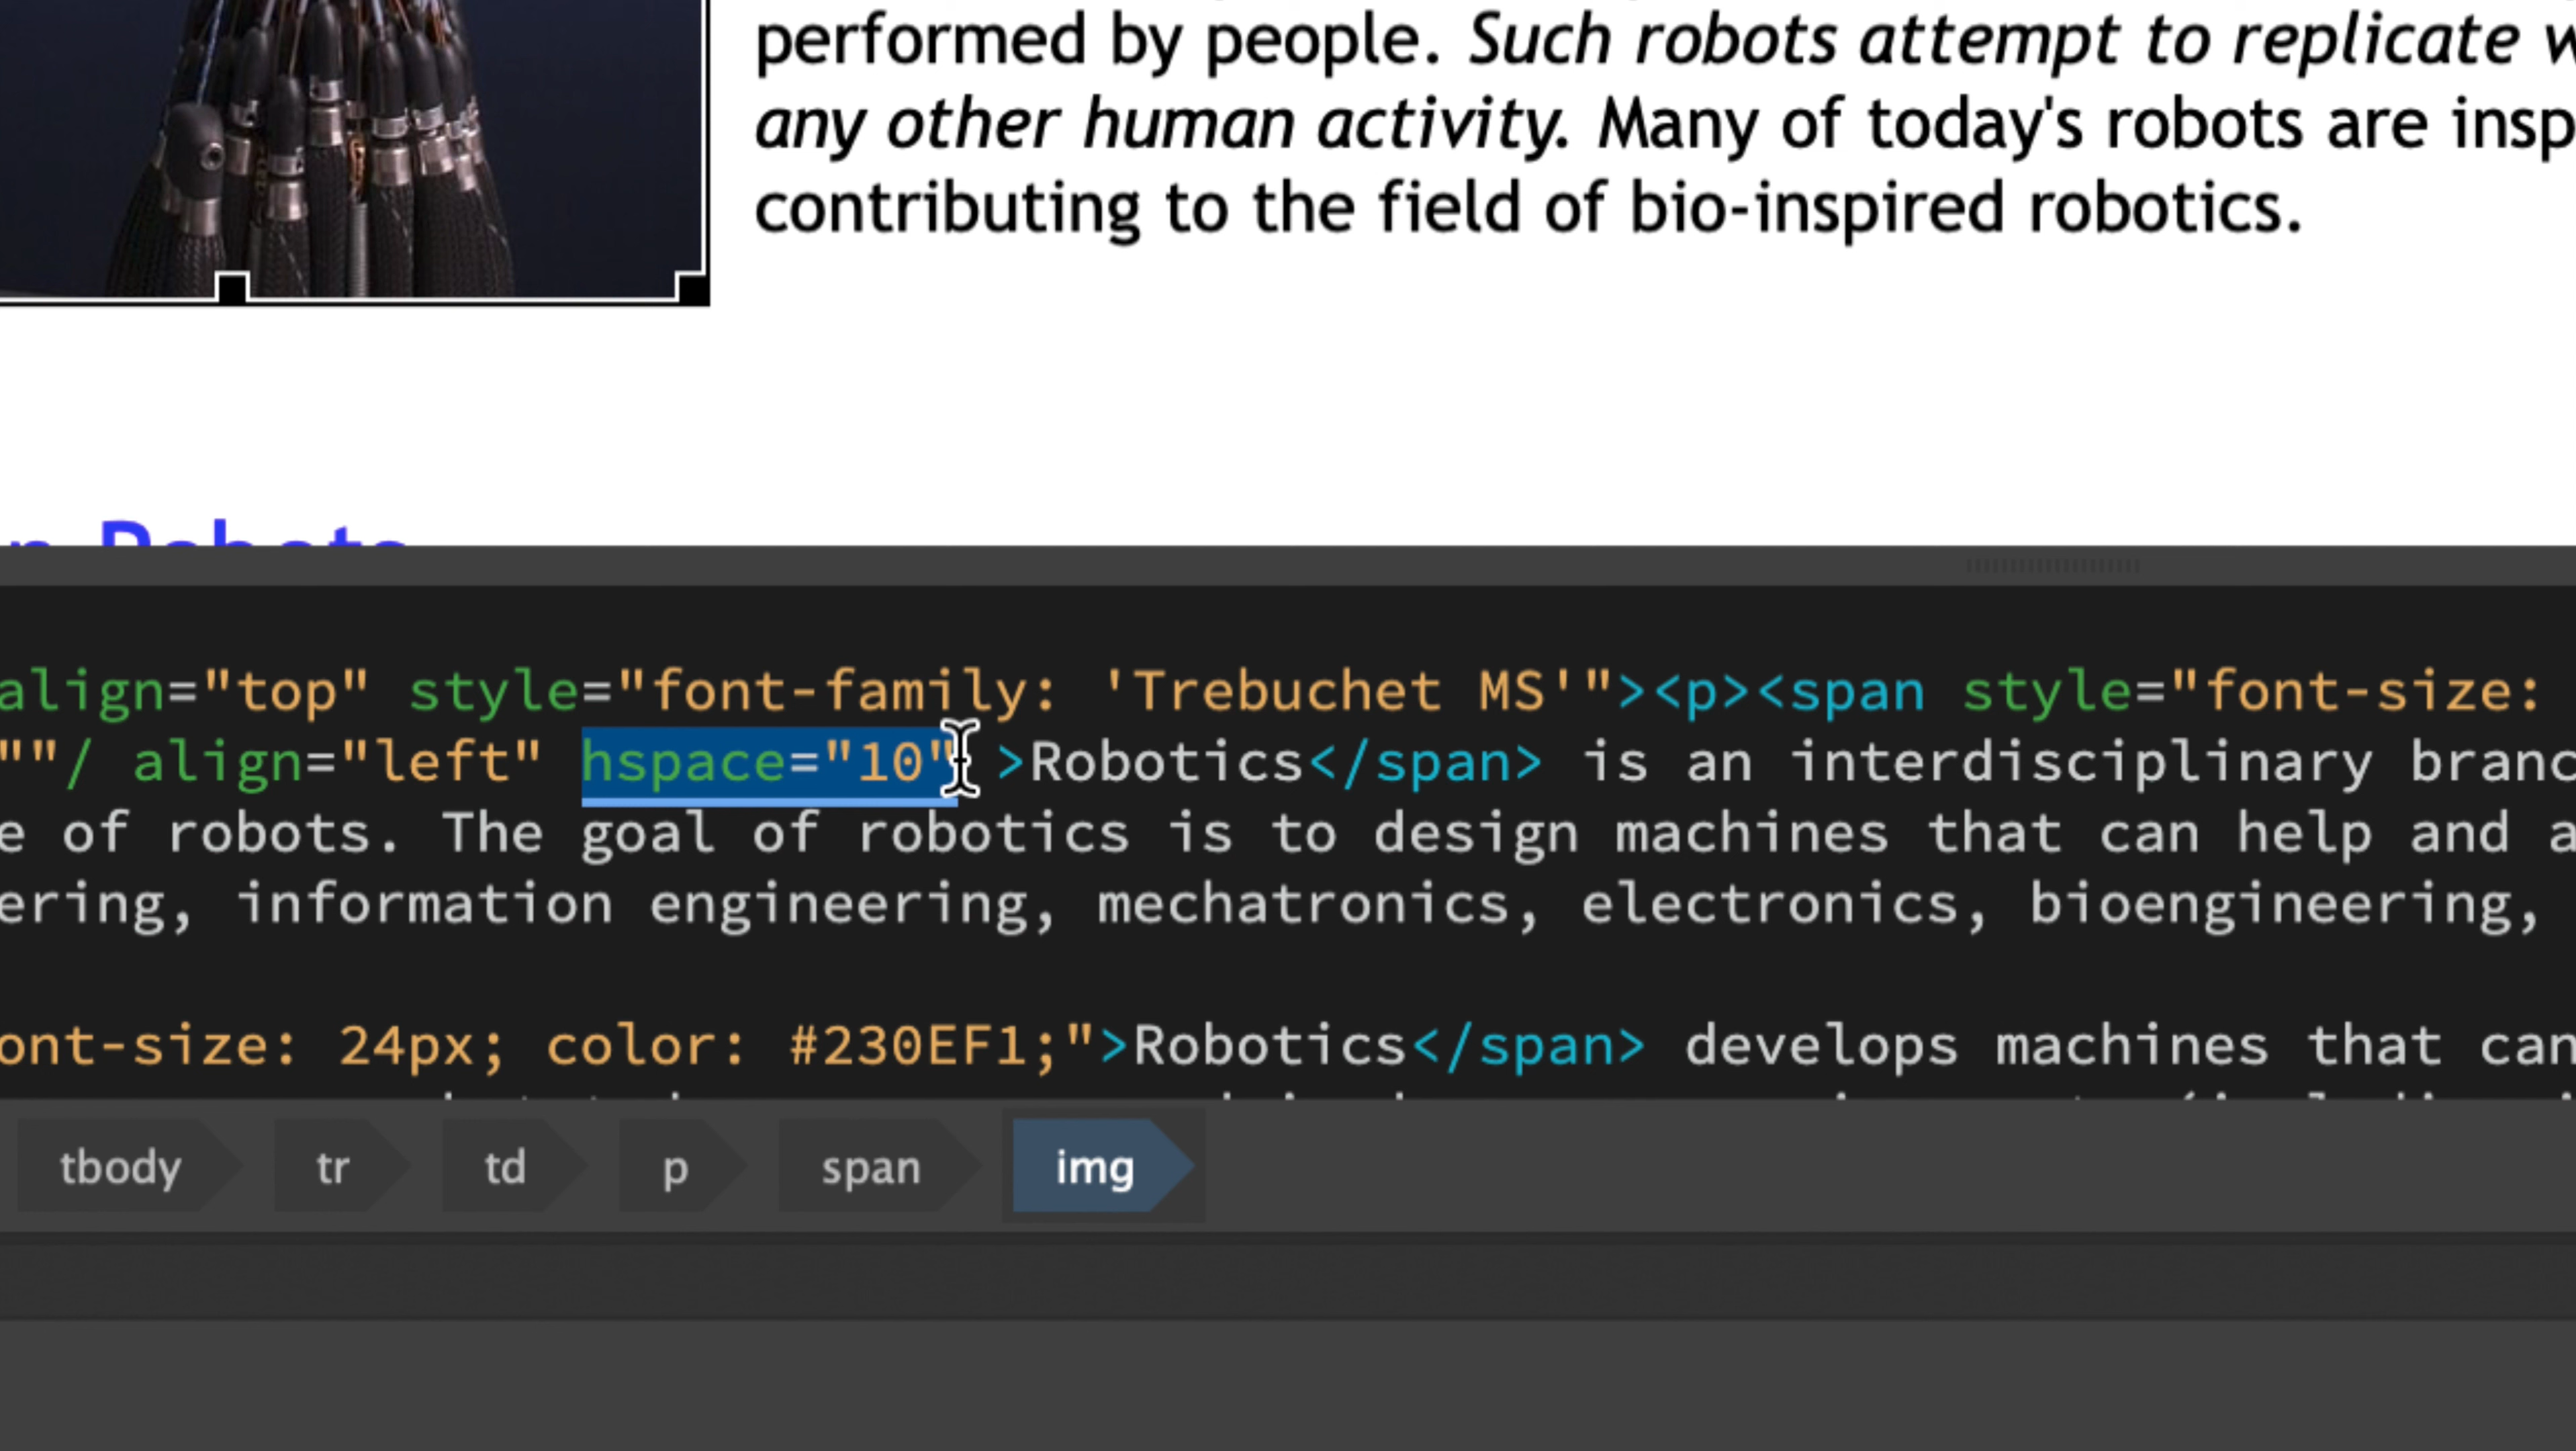 performed by people. Such robots attempt to replicate
any other human activity. Many of today's robots are
contributing to the field of bio-inspired robotics.
Robots
align="top" style="font-family: 'Trebuchet MS'"><p><span style="font-size:
""/ align="left" hspace="10" >Robotics</span> is an interdisciplinary
e of robots. The goal of robotics is to design machines that can help and a
ering, information engineering, mechatronics, electronics, bioengineering,
ont-size: 24px; color: #230EF1;">Robotics</span> develops machines that can
tbody tr td p span img